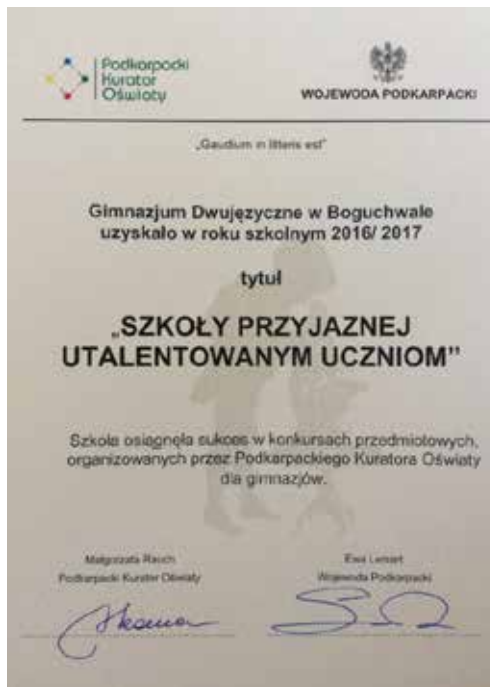 Podkarpacki
Kurator
Oświaty
WOJEWODA PODKARPACKI
„Gaudium in litteris est"
Gimnazjum Dwujęzyczne w Boguchwale
uzyskało w roku szkolnym 2016/ 2017
tytuł
„SZKOŁY PRZYJAZNEJ
UTALENTOWANYM UCZNIOM”
Szkoła osiągnęła sukces w konkursach przedmiotowych,
organizowanych przez Podkarpackiego Kuratora Oświaty
dla gimnazjów.
Małgorzata Rauch
Podkarpacki Kurator Oświaty
Ewa Leniart
Wojewoda Podkarpacki